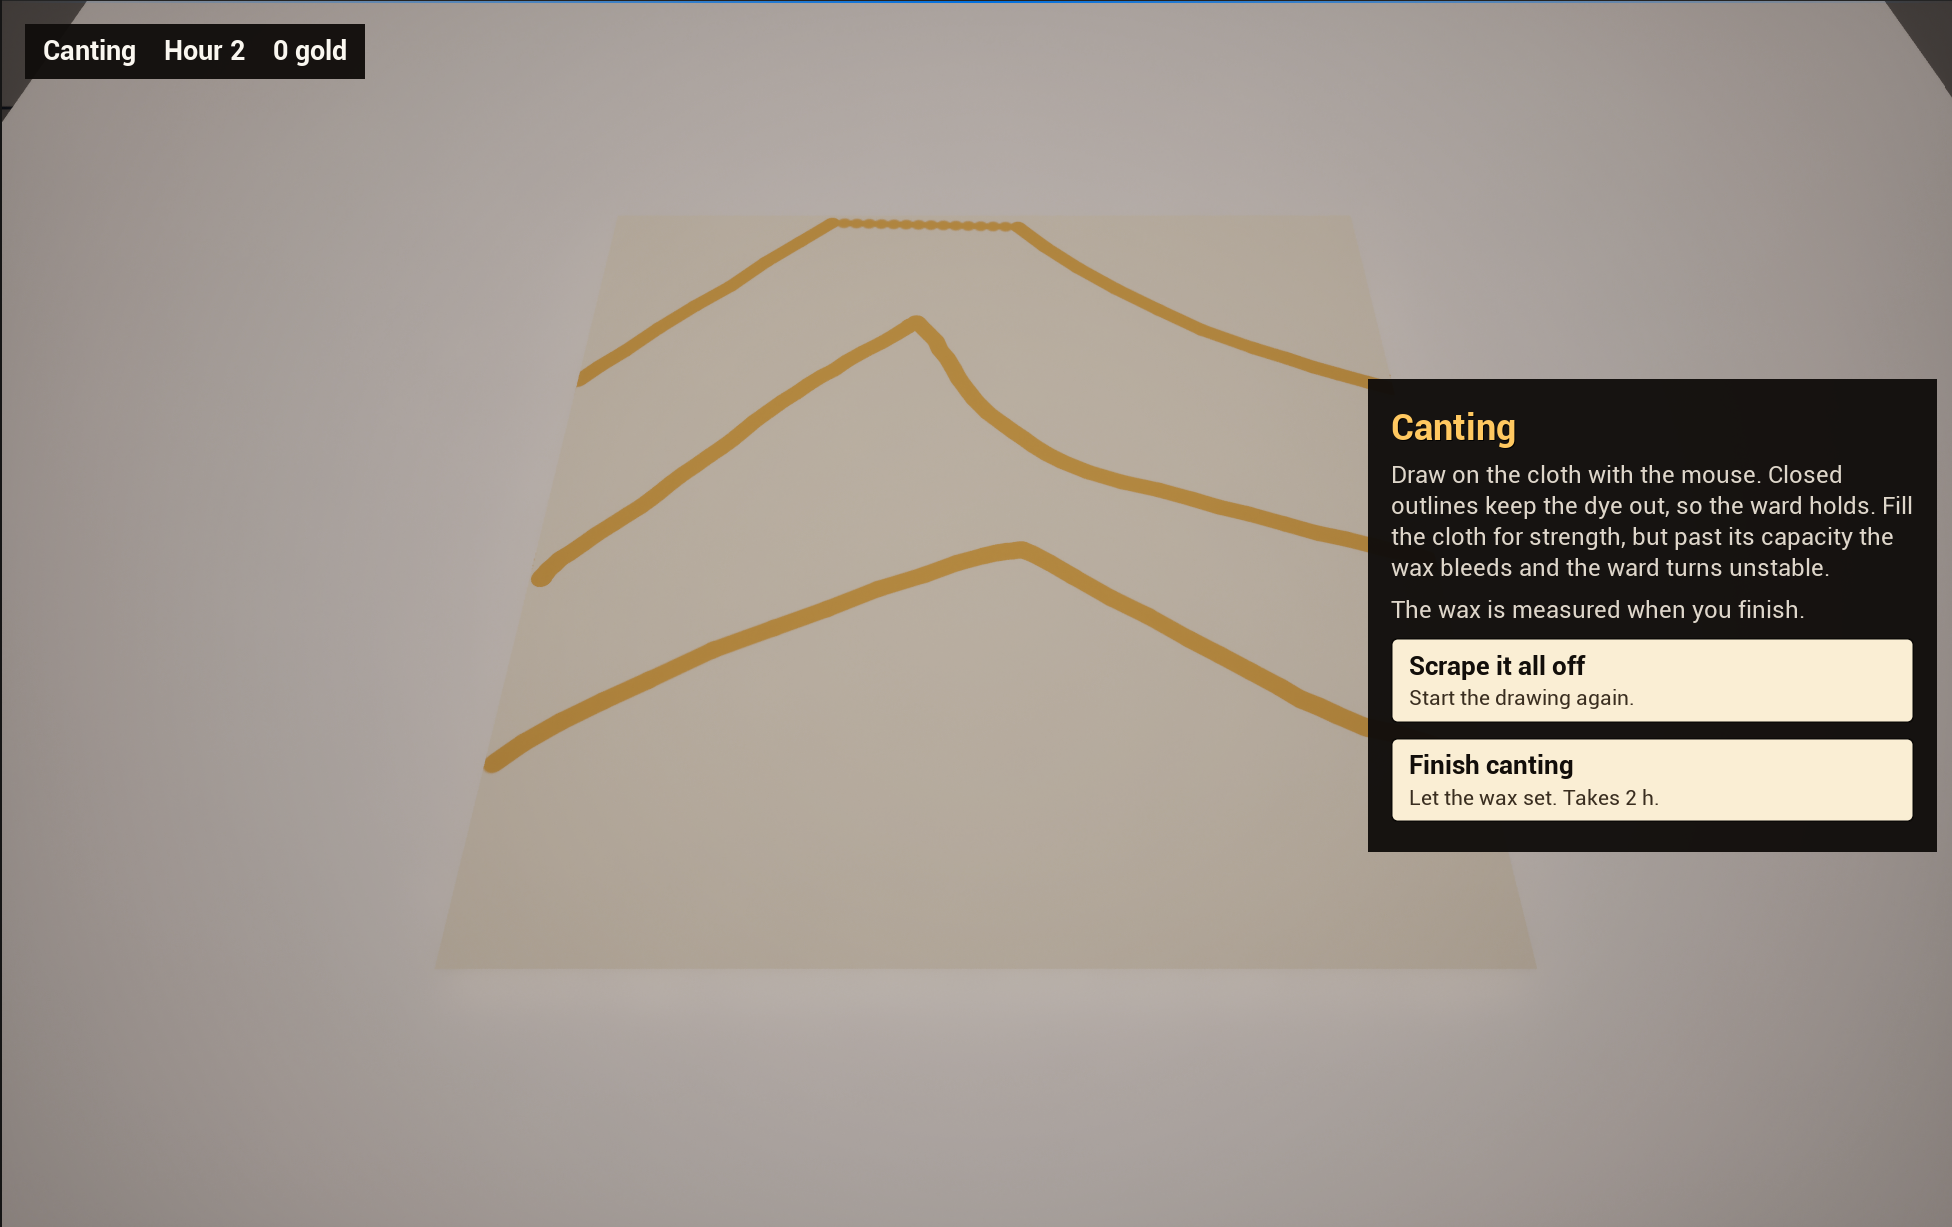 Canting Hour 2 0 gold
Canting
Draw on the cloth with the mouse. Closed
outlines keep the dye out, so the ward holds. Fill
the cloth for strength, but past its capacity the
wax bleeds and the ward turns unstable.
The wax is measured when you finish.
Scrape it all off
Start the drawing again.
Finish canting
Let the wax set. Takes 2 h.